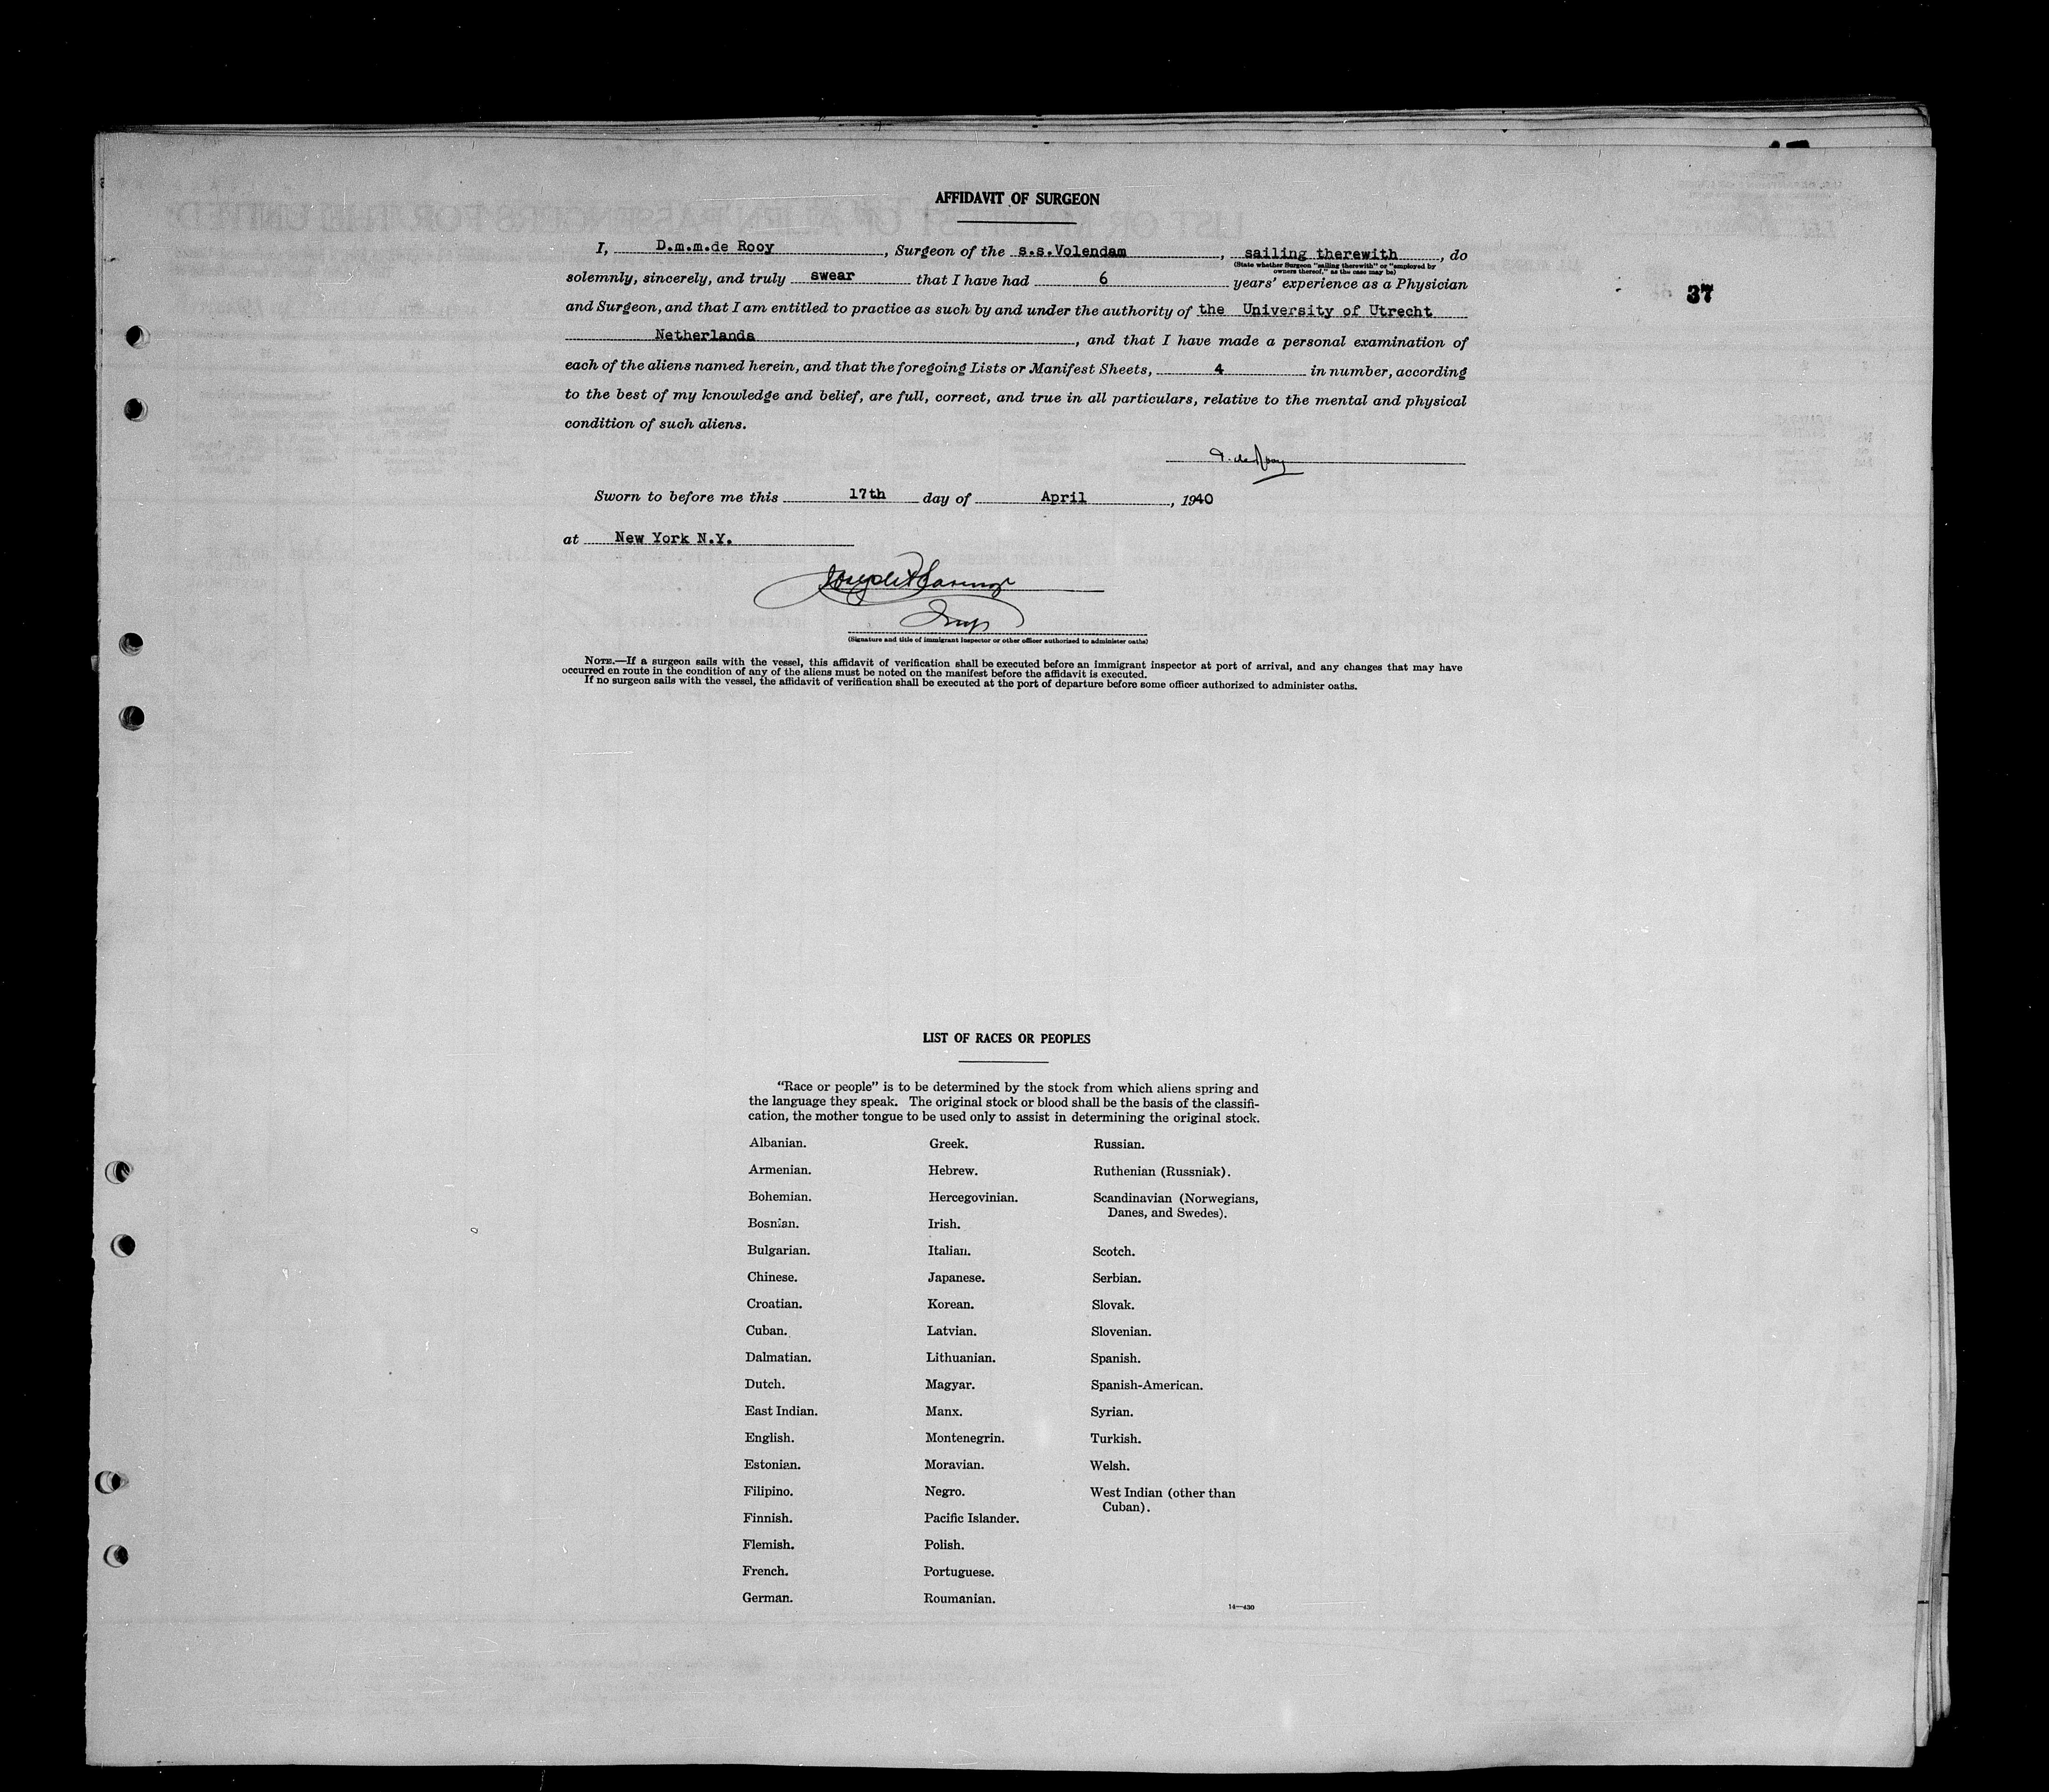 AFFIDAVIT OF SURGEON
I, D.m.m.de Rooy, Surgeon of the s.s.Volendam, sailing therewith, do
(State whether Surgeon "sailing therewith" or "employed by
owners thereof," as the case may be)
solemnly, sincerely, and truly swear that I have had 6 years' experience as a Physician
37
and Surgeon, and that I am entitled to practice as such by and under the authority of the University of Utrecht
Netherlands, and that I have made a personal examination of
each of the aliens named herein, and that the foregoing Lists or Manifest Sheets, 4 in number, according
to the best of my knowledge and belief, are full, correct, and true in all particulars, relative to the mental and physical
condition of such aliens.
de Rooy
Sworn to before me this 17th day of April, 1940
at New York N.Y.
Insp
(Signature and title of immigrant inspector or other officer authorized to administer oaths)
NOTE.—If a surgeon sails with the vessel, this affidavit of verification shall be executed before an immigrant inspector at port of arrival, and any changes that may have
occurred en route in the condition of any of the aliens must be noted on the manifest before the affidavit is executed.
If no surgeon sails with the vessel, the affidavit of verification shall be executed at the port of departure before some officer authorized to administer oaths.
LIST OF RACES OR PEOPLES
"Race or people" is to be determined by the stock from which aliens spring and
the language they speak. The original stock or blood shall be the basis of the classifi-
cation, the mother tongue to be used only to assist in determining the original stock.
Albanian.
Armenian.
Bohemian.
Bosnian.
Bulgarian.
Chinese.
Croatian.
Cuban.
Dalmatian.
Dutch.
East Indian.
English.
Estonian.
Filipino.
Finnish.
Flemish.
French.
German.
Greek.
Hebrew.
Hercegovinian.
Irish.
Italian.
Japanese.
Korean.
Latvian.
Lithuanian.
Magyar.
Manx.
Montenegrin.
Moravian.
Negro.
Pacific Islander.
Polish.
Portuguese.
Roumanian.
Russian.
Ruthenian (Russniak).
Scandinavian (Norwegians,
Danes, and Swedes).
Scotch.
Serbian.
Slovak.
Slovenian.
Spanish.
Spanish-American.
Syrian.
Turkish.
Welsh.
West Indian (other than
Cuban).
14—430